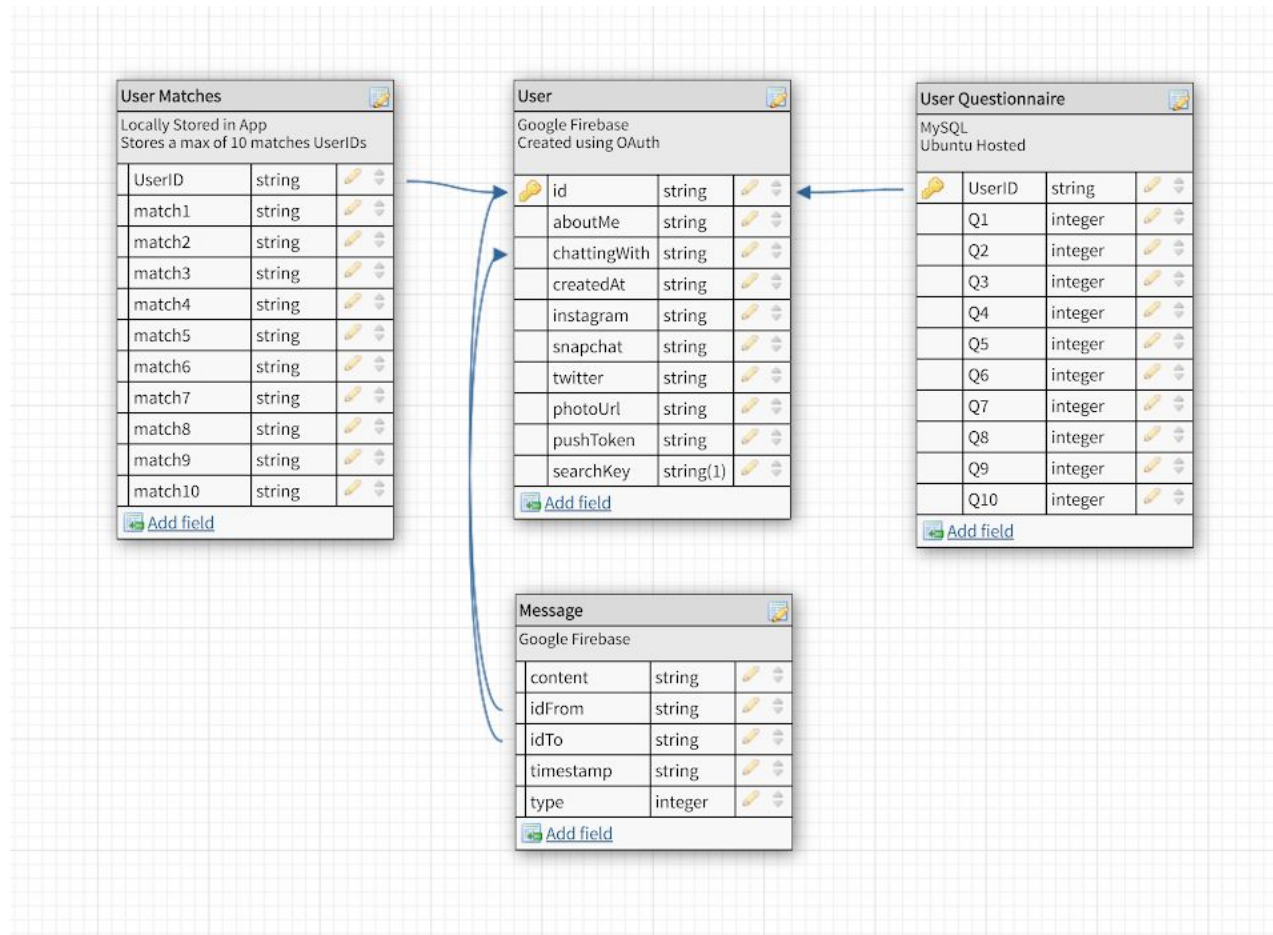 User Matches
Locally Stored in App
Stores a max of 10 matches UserIDs
UserID string
match1 string
match2 string
match3 string
match4 string
match5 string
match6 string
match7 string
match8 string
match9 string
match10 string
Add field
User
Google Firebase
Created using OAuth
id string
aboutMe string
chattingWith string
createdAt string
instagram string
snapchat string
twitter string
photoUrl string
pushToken string
searchKey string(1)
Add field
User Questionnaire
MySQL
Ubuntu Hosted
UserID string
Q1 integer
Q2 integer
Q3 integer
Q4 integer
Q5 integer
Q6 integer
Q7 integer
Q8 integer
Q9 integer
Q10 integer
Add field
Message
Google Firebase
content string
idFrom string
idTo string
timestamp string
type integer
Add field